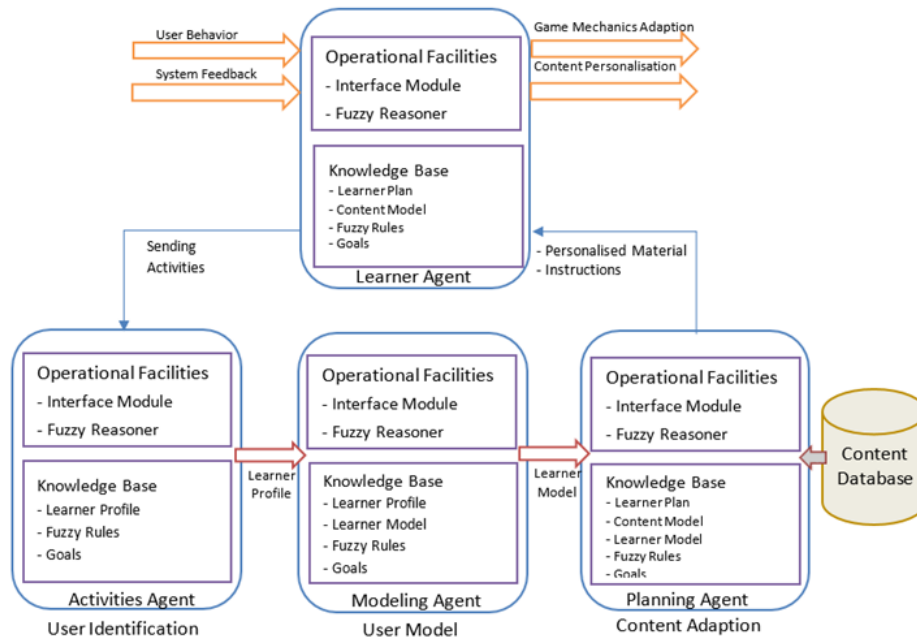 User Behavior
System Feedback
Game Mechanics Adaption
Content Personalisation
Operational Facilities
- Interface Module
- Fuzzy Reasoner
Knowledge Base
- Learner Plan
- Content Model
- Fuzzy Rules
- Goals
Learner Agent
Sending
Activities
- Personalised Material
- Instructions
Operational Facilities
- Interface Module
- Fuzzy Reasoner
Knowledge Base
- Learner Profile
- Fuzzy Rules
- Goals
Activities Agent
User Identification
Learner
Profile
Operational Facilities
- Interface Module
- Fuzzy Reasoner
Knowledge Base
- Learner Profile
- Learner Model
- Fuzzy Rules
- Goals
Modeling Agent
User Model
Learner
Model
Operational Facilities
- Interface Module
- Fuzzy Reasoner
Knowledge Base
- Learner Plan
- Content Model
- Learner Model
- Fuzzy Rules
- Goals
Planning Agent
Content Adaption
Content
Database